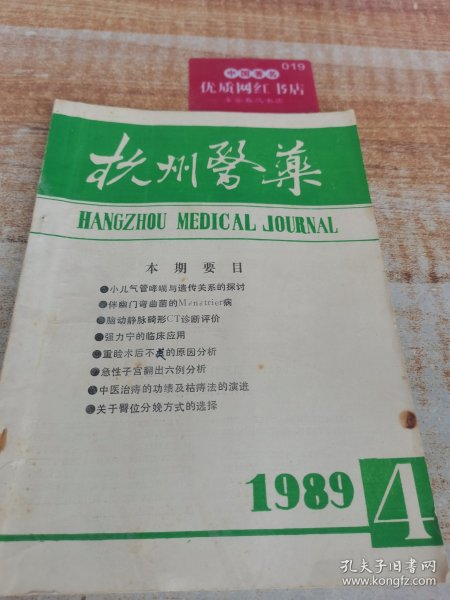 019
中国著名
优质网红书店
杭州醫藥
HANGZHOU MEDICAL JOURNAL
本期要目
●小儿气管哮喘与遗传关系的探讨
●伴幽门弯曲菌的Menetrier病
●脑动静脉畸形CT诊断评价
●强力宁的临床应用
●重睑术后不美的原因分析
●急性子宫翻出六例分析
●中医治痔的功绩及枯痔法的演进
●关于臀位分娩方式的选择
1989 4
孔夫子旧书网
www.kongfz.com